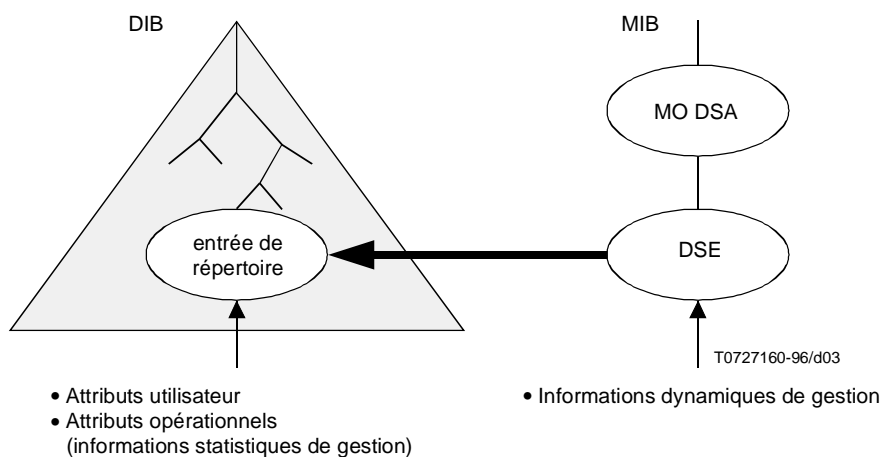 DIB
MIB
MO DSA
entrée de
répertoire
DSE
T0727160-96/d03
• Attributs utilisateur
• Attributs opérationnels
(informations statistiques de gestion)
• Informations dynamiques de gestion